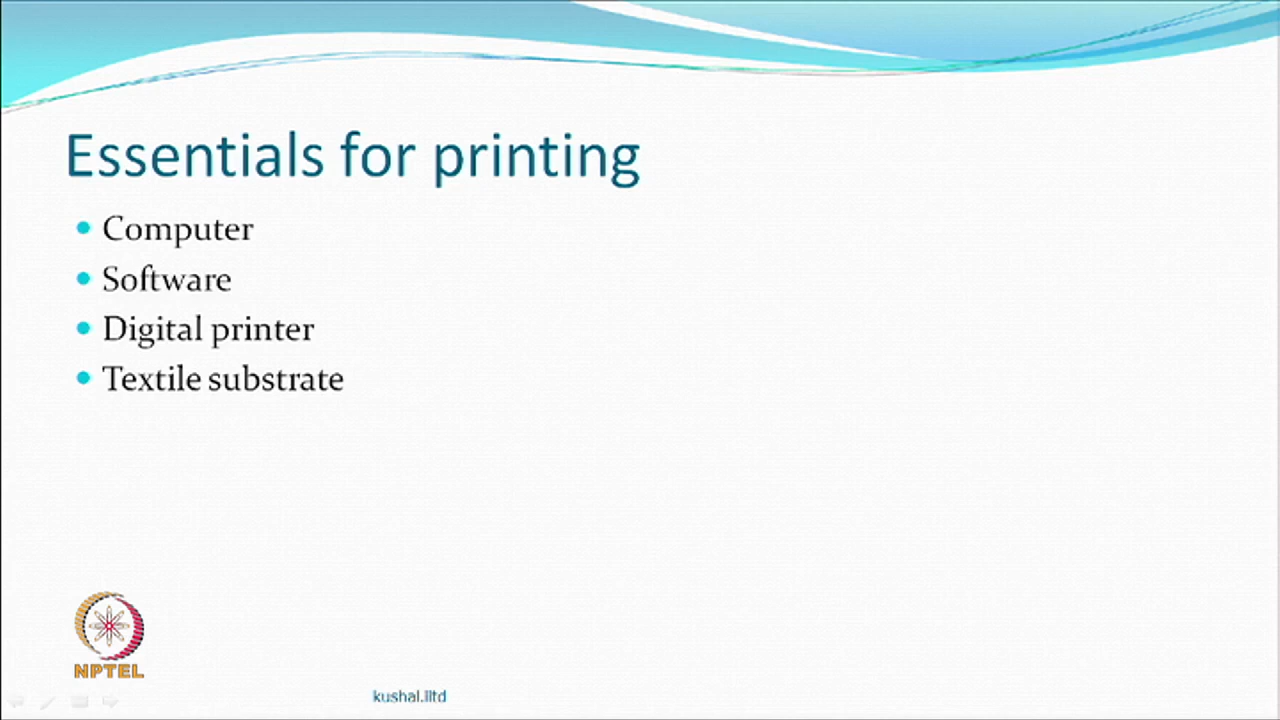 Essentials for printing
Computer
Software
Digital printer
Textile substrate
NPTEL
kushal.iitd